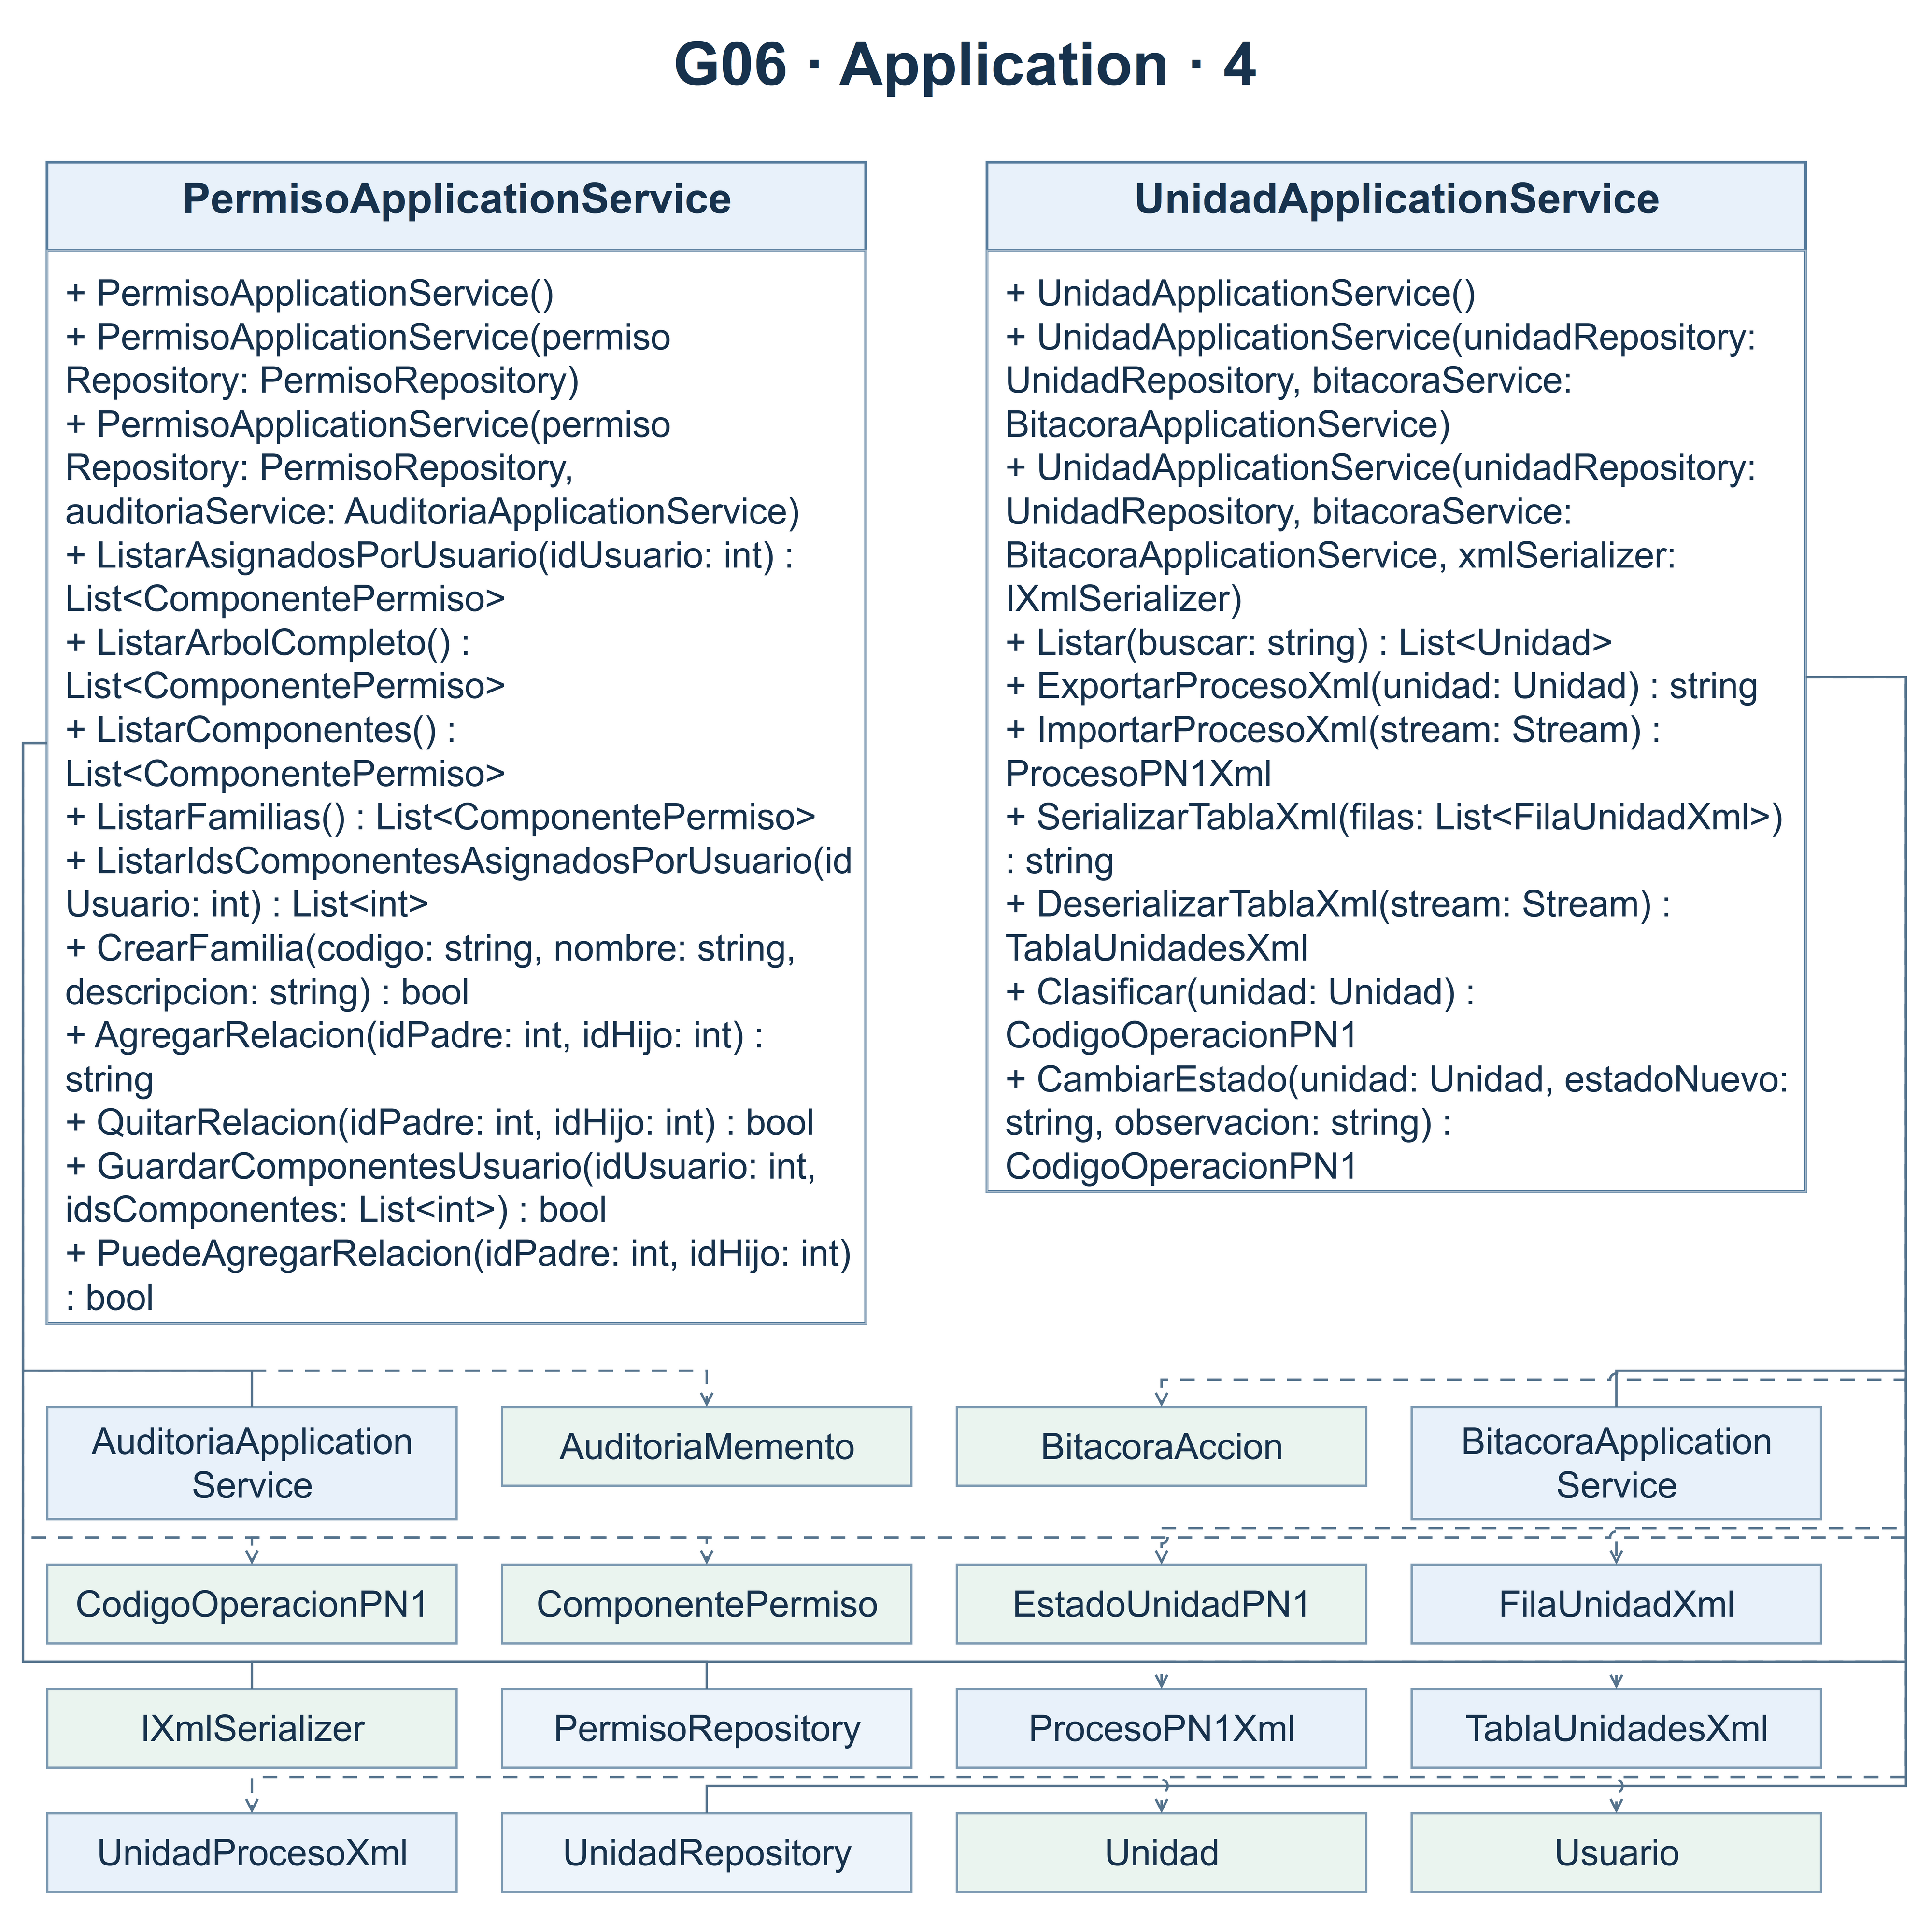 G06 · Application · 4
PermisoApplicationService
+ PermisoApplicationService()
+ PermisoApplicationService(permiso
Repository: PermisoRepository)
+ PermisoApplicationService(permiso
Repository: PermisoRepository,
auditoriaService: AuditoriaApplicationService)
+ ListarAsignadosPorUsuario(idUsuario: int) :
List<ComponentePermiso>
+ ListarArbolCompleto() :
List<ComponentePermiso>
+ ListarComponentes() :
List<ComponentePermiso>
+ ListarFamilias() : List<ComponentePermiso>
+ ListarIdsComponentesAsignadosPorUsuario(id
Usuario: int) : List<int>
+ CrearFamilia(codigo: string, nombre: string,
descripcion: string) : bool
+ AgregarRelacion(idPadre: int, idHijo: int) :
string
+ QuitarRelacion(idPadre: int, idHijo: int) : bool
+ GuardarComponentesUsuario(idUsuario: int,
idsComponentes: List<int>) : bool
+ PuedeAgregarRelacion(idPadre: int, idHijo: int)
: bool
UnidadApplicationService
+ UnidadApplicationService()
+ UnidadApplicationService(unidadRepository:
UnidadRepository, bitacoraService:
BitacoraApplicationService)
+ UnidadApplicationService(unidadRepository:
UnidadRepository, bitacoraService:
BitacoraApplicationService, xmlSerializer:
IXmlSerializer)
+ Listar(buscar: string) : List<Unidad>
+ ExportarProcesoXml(unidad: Unidad) : string
+ ImportarProcesoXml(stream: Stream) :
ProcesoPN1Xml
+ SerializarTablaXml(filas: List<FilaUnidadXml>)
: string
+ DeserializarTablaXml(stream: Stream) :
TablaUnidadesXml
+ Clasificar(unidad: Unidad) :
CodigoOperacionPN1
+ CambiarEstado(unidad: Unidad, estadoNuevo:
string, observacion: string) :
CodigoOperacionPN1
AuditoriaApplication
Service
AuditoriaMemento
BitacoraAccion
BitacoraApplication
Service
CodigoOperacionPN1
ComponentePermiso
EstadoUnidadPN1
FilaUnidadXml
IXmlSerializer
PermisoRepository
ProcesoPN1Xml
TablaUnidadesXml
UnidadProcesoXml
UnidadRepository
Unidad
Usuario